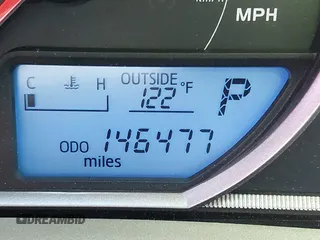 MPH
OUTSIDE
C H 122°F P
ODO 146477
miles
DREAMBID